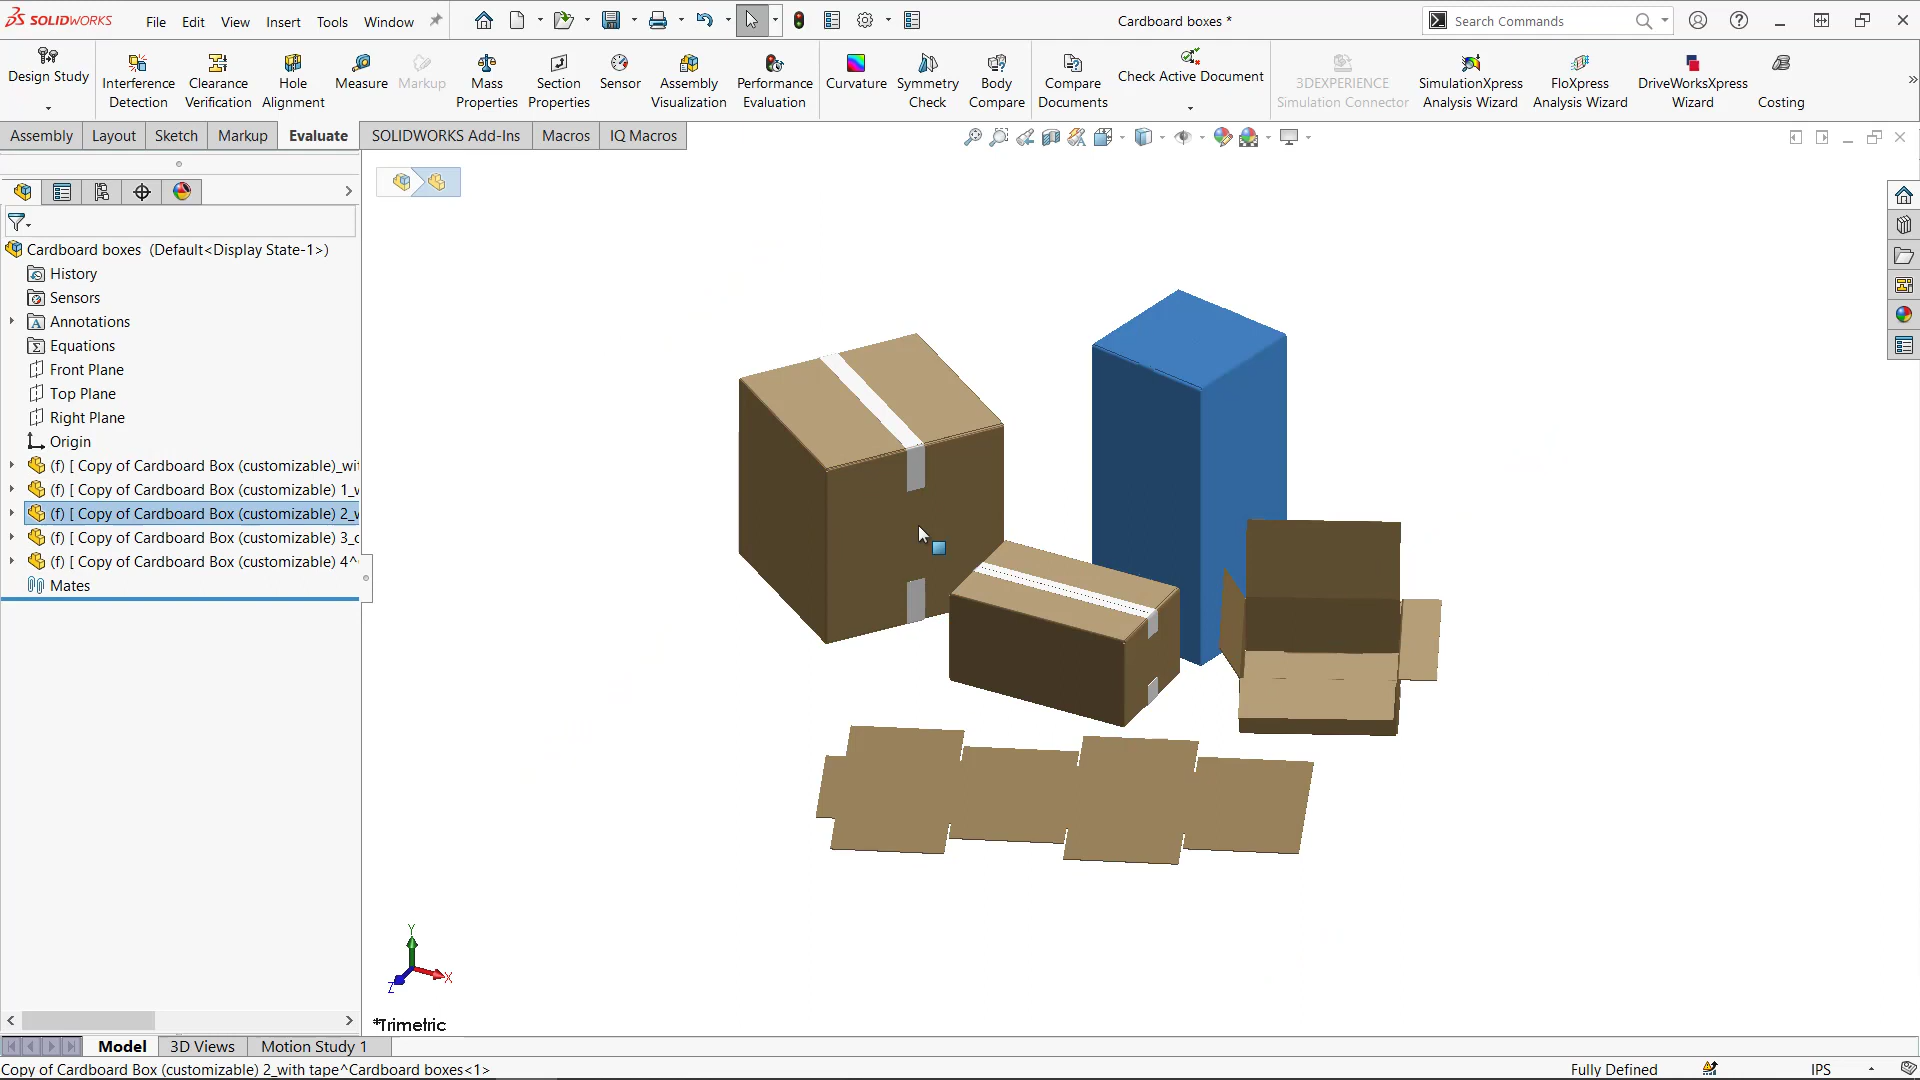 SOLIDWORKS
File Edit View Insert Tools Window
Cardboard boxes *
Search Commands
Design Study
Interference Detection
Clearance Verification
Hole Alignment
Measure
Markup
Mass Properties
Section Properties
Sensor
Assembly Visualization
Performance Evaluation
Curvature
Symmetry Check
Body Compare
Compare Documents
Check Active Document
3DEXPERIENCE Simulation Connector
SimulationXpress Analysis Wizard
FloXpress Analysis Wizard
DriveWorksXpress Wizard
Costing
Assembly Layout Sketch Markup Evaluate SOLIDWORKS Add-Ins Macros IQ Macros
Cardboard boxes (Default<Display State-1>)
History
Sensors
Annotations
Equations
Front Plane
Top Plane
Right Plane
Origin
(f) [ Copy of Cardboard Box (customizable)_wi
(f) [ Copy of Cardboard Box (customizable) 1_
(f) [ Copy of Cardboard Box (customizable) 2_
(f) [ Copy of Cardboard Box (customizable) 3_
(f) [ Copy of Cardboard Box (customizable) 4^
Mates
Y
X
Z
*Trimetric
Model 3D Views Motion Study 1
Copy of Cardboard Box (customizable) 2_with tape^Cardboard boxes<1>
Fully Defined
IPS